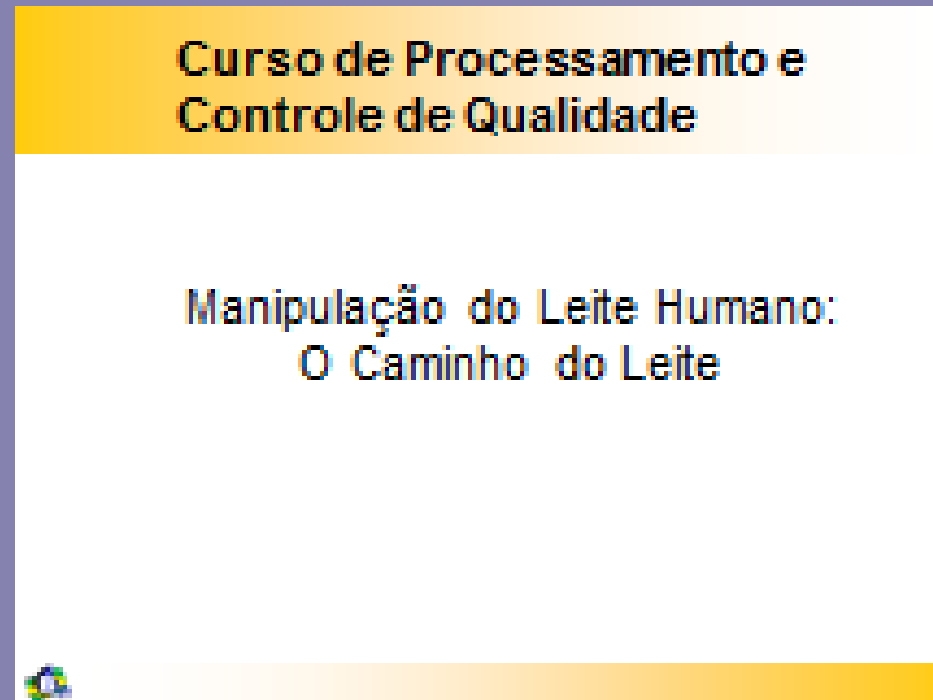 Curso de Processamento e
Controle de Qualidade
Manipulação do Leite Humano:
O Caminho do Leite